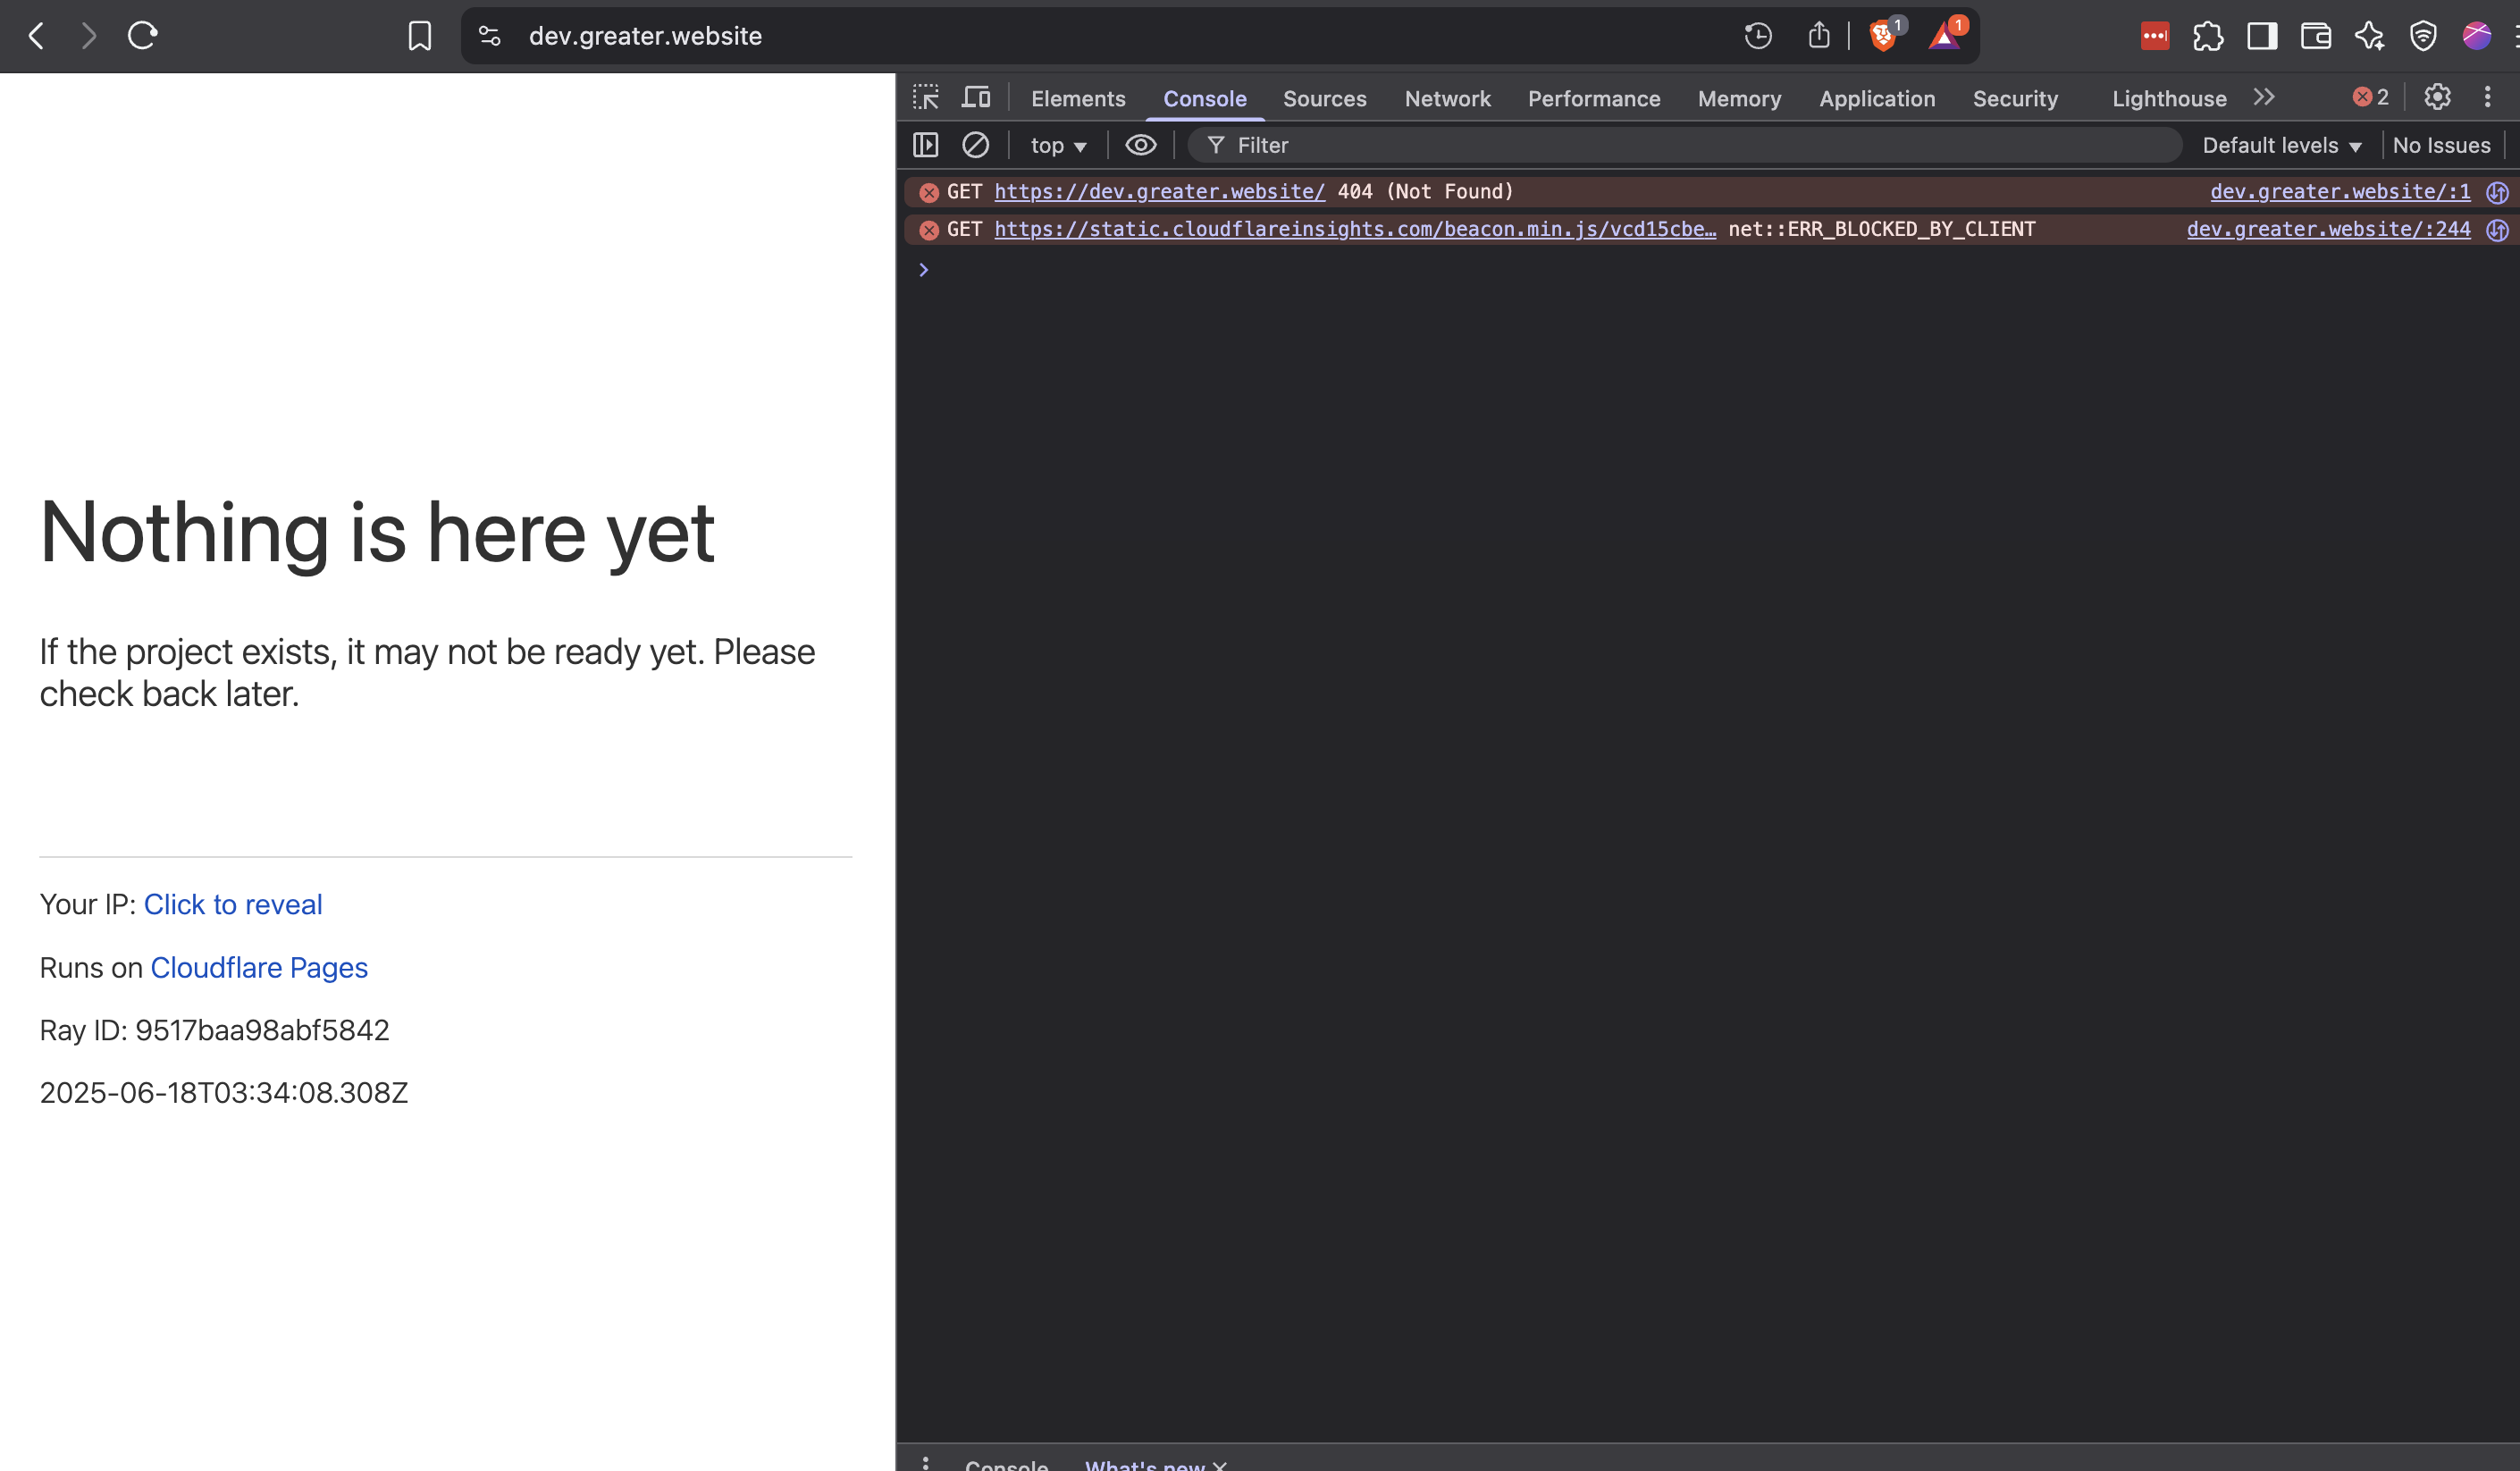 dev.greater.website
1
1
Elements
Console
Sources
Network
Performance
Memory
Application
Security
Lighthouse
2
top
Filter
Default levels
No Issues
GET https://dev.greater.website/ 404 (Not Found) dev.greater.website/:1
GET https://static.cloudflareinsights.com/beacon.min.js/vcd15cbe… net::ERR_BLOCKED_BY_CLIENT dev.greater.website/:244
Nothing is here yet
If the project exists, it may not be ready yet. Please
check back later.
Your IP: Click to reveal
Runs on Cloudflare Pages
Ray ID: 9517baa98abf5842
2025-06-18T03:34:08.308Z
Console
What's new